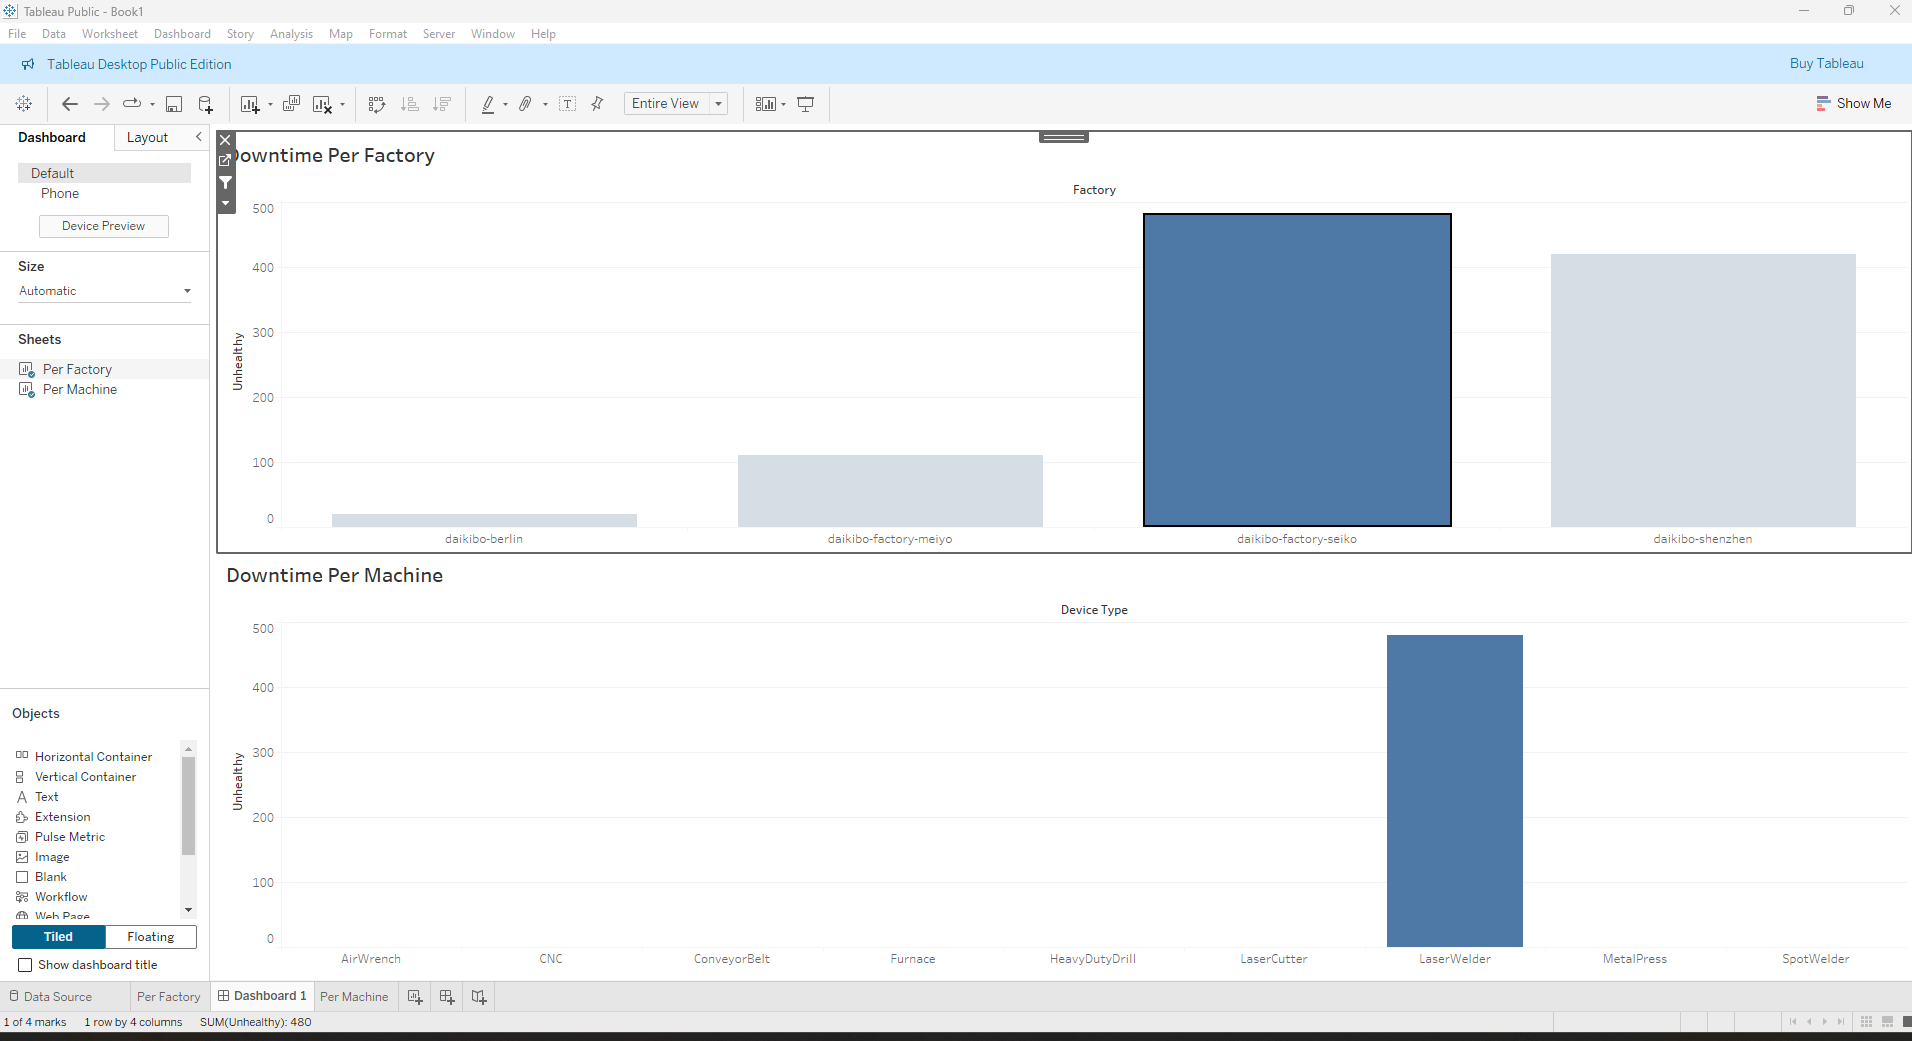 Tableau Public - Book1
File Data Worksheet Dashboard Story Analysis Map Format Server Window Help
Tableau Desktop Public Edition
Buy Tableau
Entire View
Show Me
Dashboard
Layout
Default
Phone
Device Preview
Size
Automatic
Sheets
Per Factory
Per Machine
Objects
Horizontal Container
Vertical Container
Text
Extension
Pulse Metric
Image
Blank
Workflow
Web Page
Tiled
Floating
Show dashboard title
Downtime Per Factory
Factory
500
400
300
200
100
0
Unhealthy
daikibo-berlin
daikibo-factory-meiyo
daikibo-factory-seiko
daikibo-shenzhen
Downtime Per Machine
Device Type
500
400
300
200
100
0
Unhealthy
AirWrench
CNC
ConveyorBelt
Furnace
HeavyDutyDrill
LaserCutter
LaserWelder
MetalPress
SpotWelder
Data Source
Per Factory
Dashboard 1
Per Machine
1 of 4 marks 1 row by 4 columns SUM(Unhealthy): 480